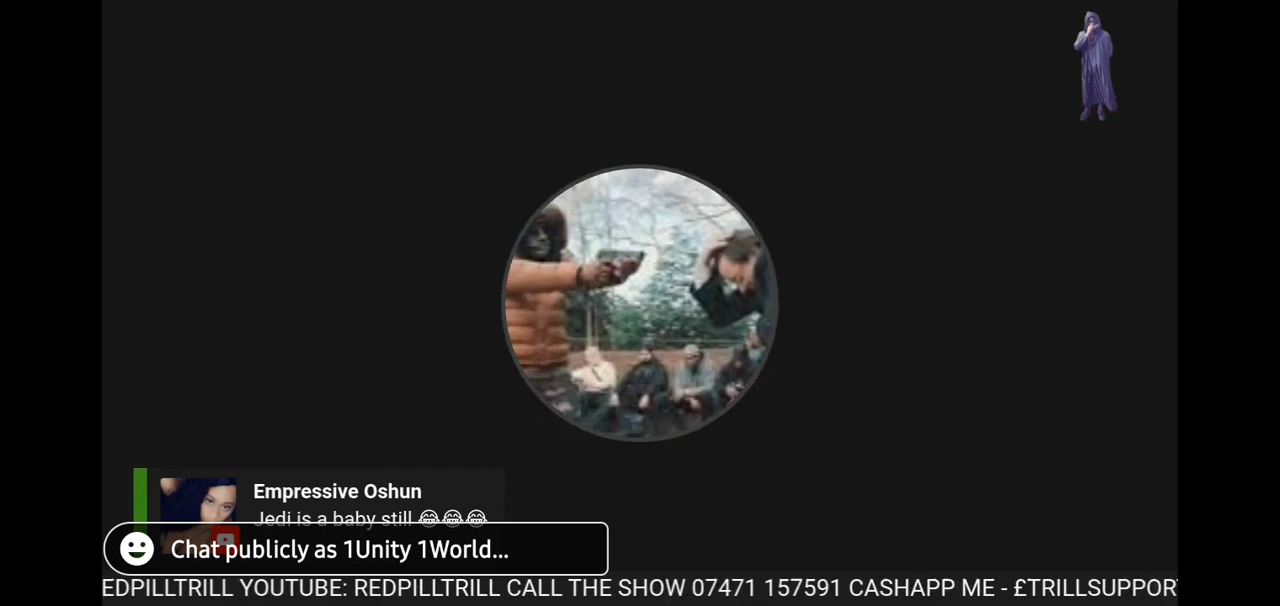 Empressive Oshun
Jedi is a baby still 😂😂😂
Chat publicly as 1Unity 1World...
EDPILLTRILL YOUTUBE: REDPILLTRILL CALL THE SHOW 07471 157591 CASHAPP ME - £TRILLSUPPORT